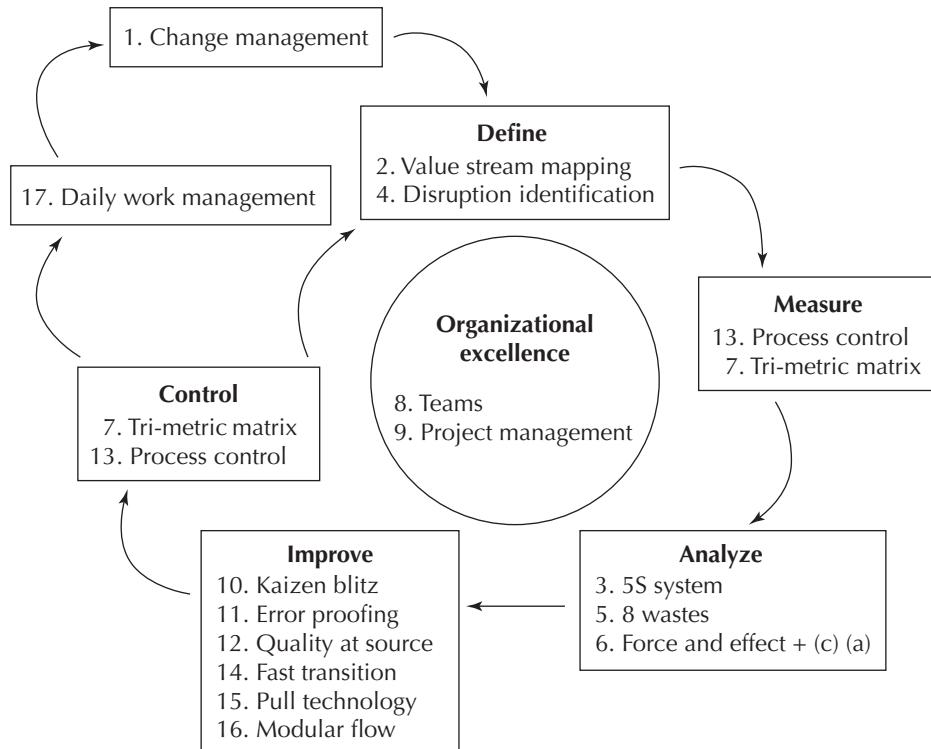 1. Change management
Define
2. Value stream mapping
4. Disruption identification
17. Daily work management
Measure
13. Process control
7. Tri-metric matrix
Organizational
excellence
8. Teams
9. Project management
Control
7. Tri-metric matrix
13. Process control
Improve
10. Kaizen blitz
11. Error proofing
12. Quality at source
14. Fast transition
15. Pull technology
16. Modular flow
Analyze
3. 5S system
5. 8 wastes
6. Force and effect + (c) (a)